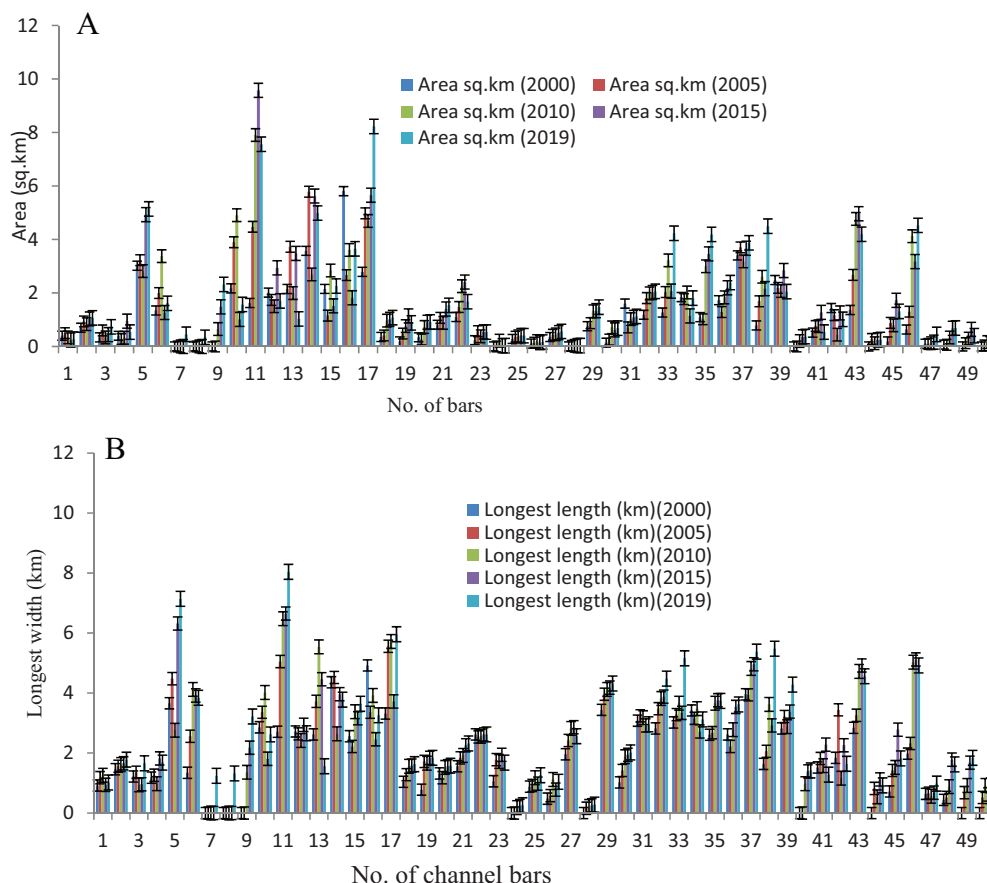 A
12
10
8
6
4
2
0
Area (sq.km)
Area sq.km (2000) Area sq.km (2005)
Area sq.km (2010) Area sq.km (2015)
Area sq.km (2019)
1 3 5 7 9 11 13 15 17 19 21 23 25 27 29 31 33 35 37 39 41 43 45 47 49
No. of bars
B
12
10
8
6
4
2
0
Longest width (km)
Longest length (km)(2000)
Longest length (km)(2005)
Longest length (km)(2010)
Longest length (km)(2015)
Longest length (km)(2019)
1 3 5 7 9 11 13 15 17 19 21 23 25 27 29 31 33 35 37 39 41 43 45 47 49
No. of channel bars